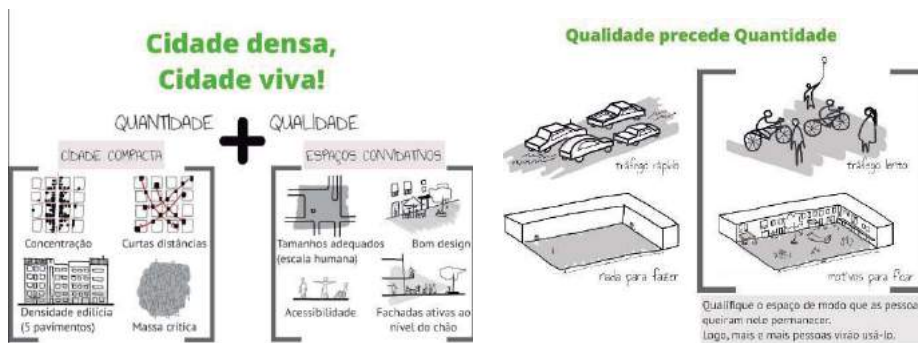 Cidade densa,
Cidade viva!
QUANTIDADE + QUALIDADE
CIDADE COMPACTA
Concentração
Curtas distâncias
Densidade edilícia
(5 pavimentos)
Massa crítica
ESPAÇOS CONVIDATIVOS
Tamanhos adequados
(escala humana)
Bom design
Acessibilidade
Fachadas ativas ao
nível do chão
Qualidade precede Quantidade
tráfego rápido
tráfego lento
nada para fazer
motivos para ficar
Qualifique o espaço de modo que as pessoa
queiram nele permanecer.
Logo, mais e mais pessoas virão usá-lo.